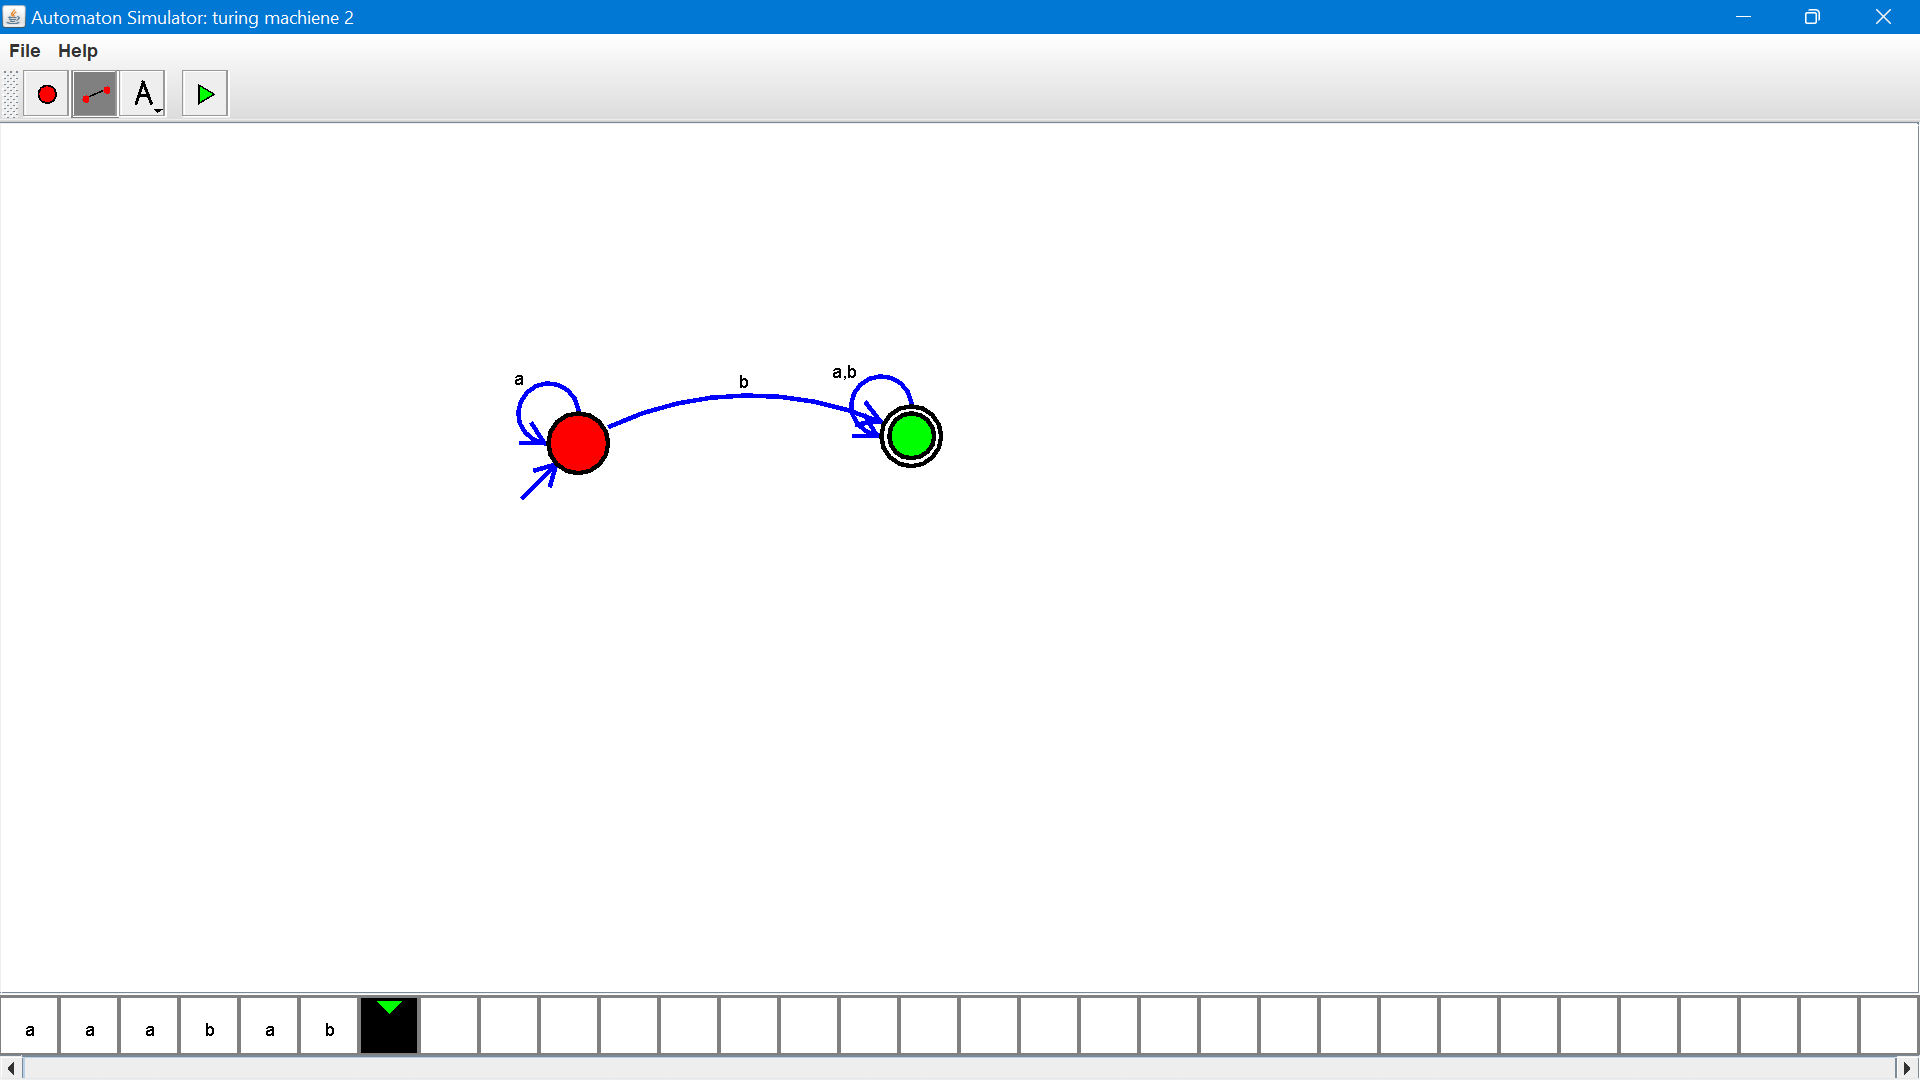 Automaton Simulator: turing machiene 2
File Help
A
a b a,b
a a a b a b